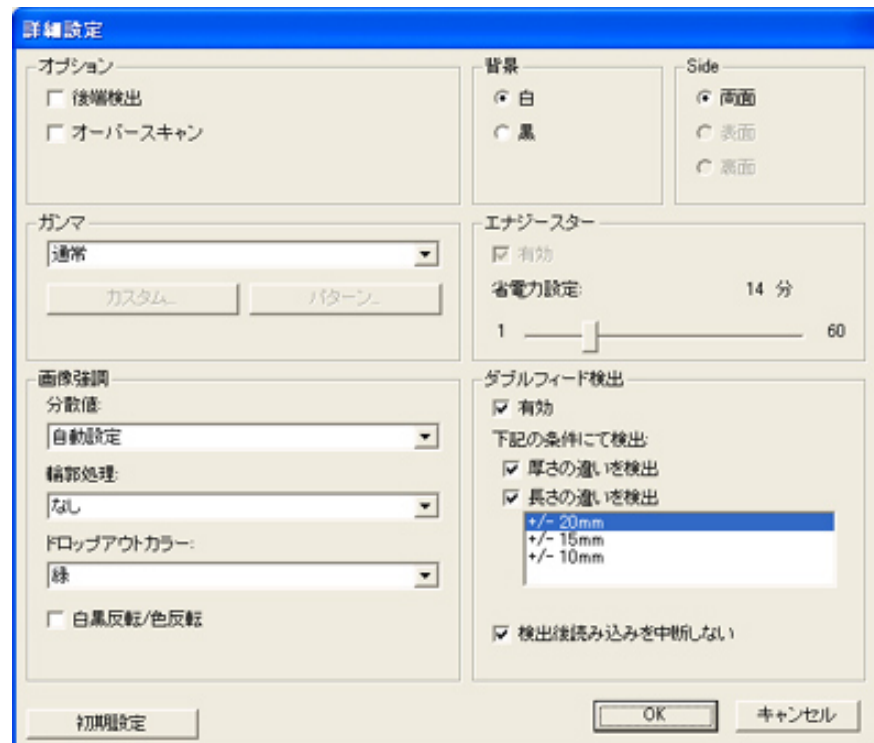 詳細設定
オプション
後端検出
オーバースキャン
背景
白
黒
Side
両面
表面
裏面
ガンマ
通常
カスタム...
パターン...
エナジースター
有効
省電力設定: 14 分
1 60
画像強調
分散値:
自動設定
輪郭処理:
なし
ドロップアウトカラー:
緑
白黒反転/色反転
ダブルフィード検出
有効
下記の条件にて検出:
厚さの違いを検出
長さの違いを検出
+/- 20mm
+/- 15mm
+/- 10mm
検出後読み込みを中断しない
初期設定
OK
キャンセル